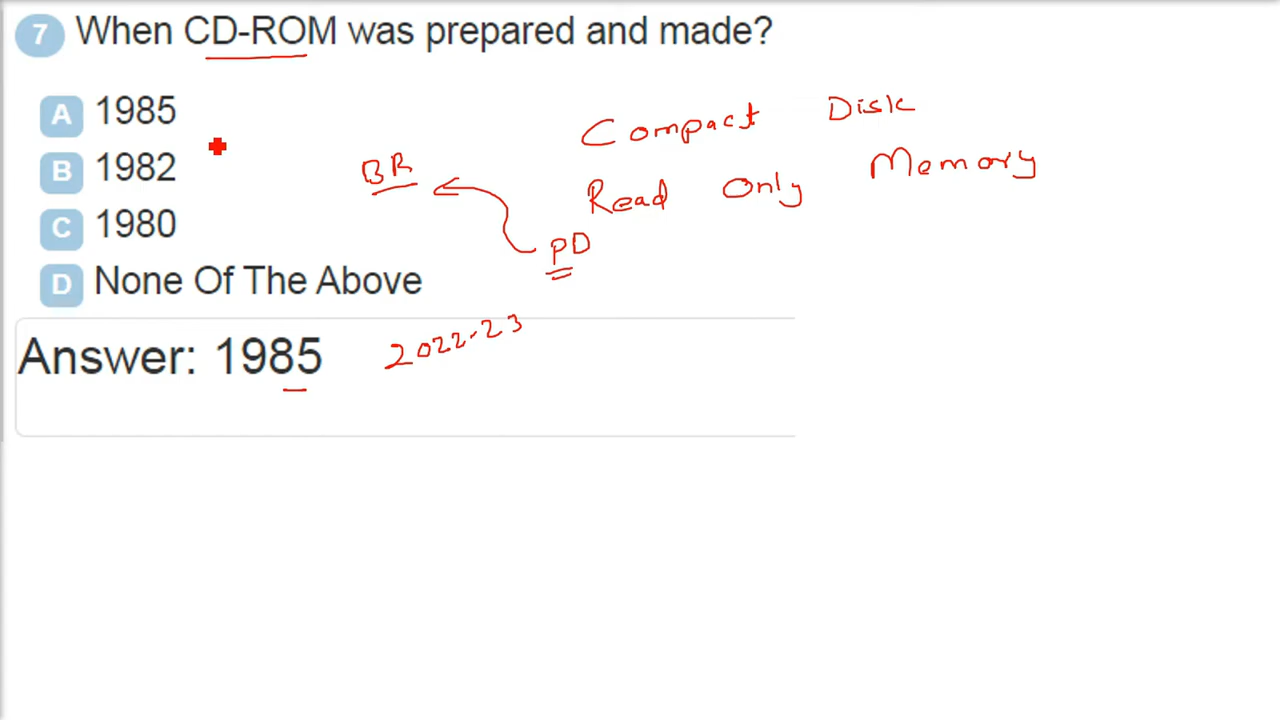 7 When CD-ROM was prepared and made?
A 1985
B 1982
C 1980
D None Of The Above
Compact Disk
Read Only Memory
BR
PD
Answer: 1985
2022-23